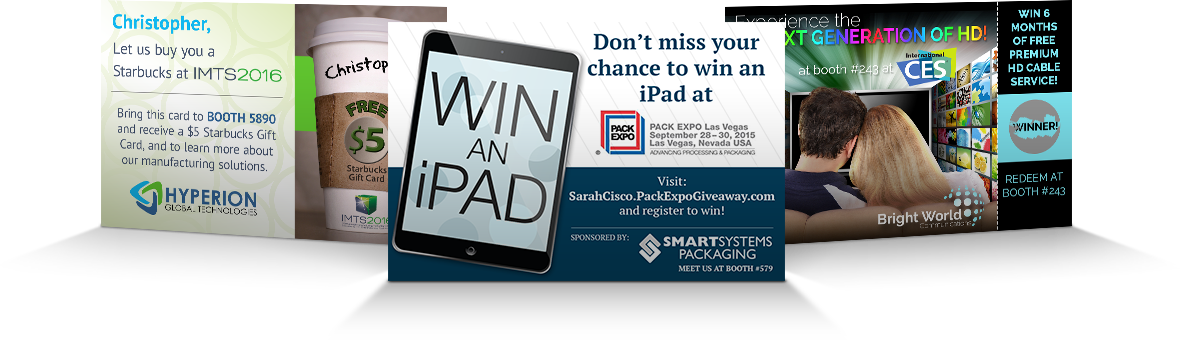 Christopher,
Let us buy you a
Starbucks at IMTS2016
Bring this card to BOOTH 5890
and receive a $5 Starbucks Gift
Card, and to learn more about
our manufacturing solutions.
HYPERION
GLOBAL TECHNOLOGIES
Christop
FREE
$5
Starbucks
Gift Card
IMTS2016
WIN
AN
iPAD
Don't miss your
chance to win an
iPad at
PACK
EXPO
®
PACK EXPO Las Vegas
September 28–30, 2015
Las Vegas, Nevada USA
ADVANCING PROCESSING & PACKAGING
Visit:
SarahCisco.PackExpoGiveaway.com
and register to win!
SPONSORED BY:
SMARTSYSTEMS
PACKAGING
MEET US AT BOOTH #579
Experience the
XT GENERATION OF HD!
at booth #243 at
International
CES
Bright World
Communications
WIN 6
MONTHS
OF FREE
PREMIUM
HD CABLE
SERVICE!
WINNER!
REDEEM AT
BOOTH #243